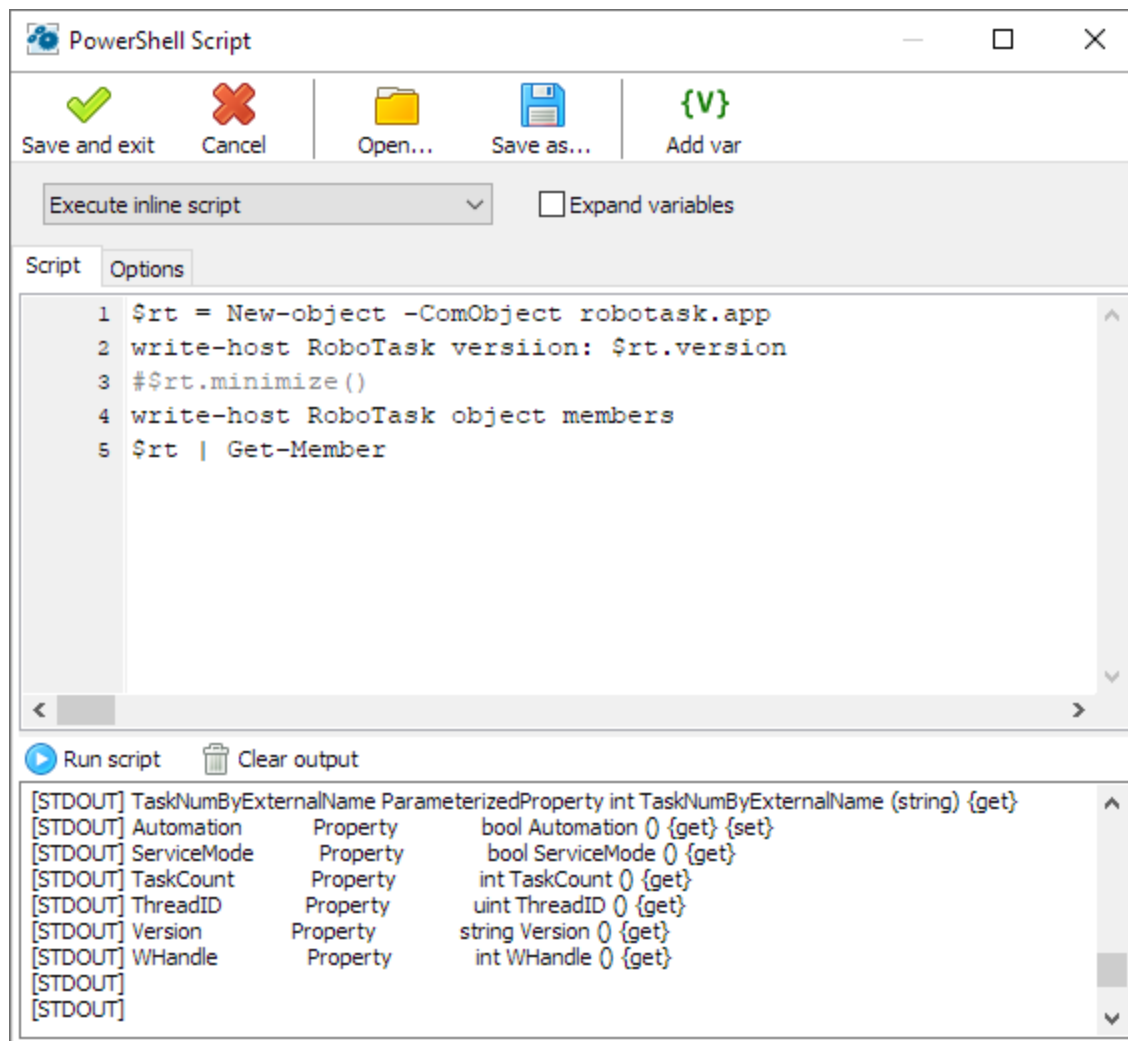 PowerShell Script
Save and exit Cancel Open... Save as... {V} Add var
Execute inline script Expand variables
Script Options
1 $rt = New-object -ComObject robotask.app
2 write-host RoboTask versiion: $rt.version
3 #$rt.minimize()
4 write-host RoboTask object members
5 $rt | Get-Member
Run script Clear output
[STDOUT] TaskNumByExternalName ParameterizedProperty int TaskNumByExternalName (string) {get}
[STDOUT] Automation Property bool Automation () {get} {set}
[STDOUT] ServiceMode Property bool ServiceMode () {get}
[STDOUT] TaskCount Property int TaskCount () {get}
[STDOUT] ThreadID Property uint ThreadID () {get}
[STDOUT] Version Property string Version () {get}
[STDOUT] WHandle Property int WHandle () {get}
[STDOUT]
[STDOUT]